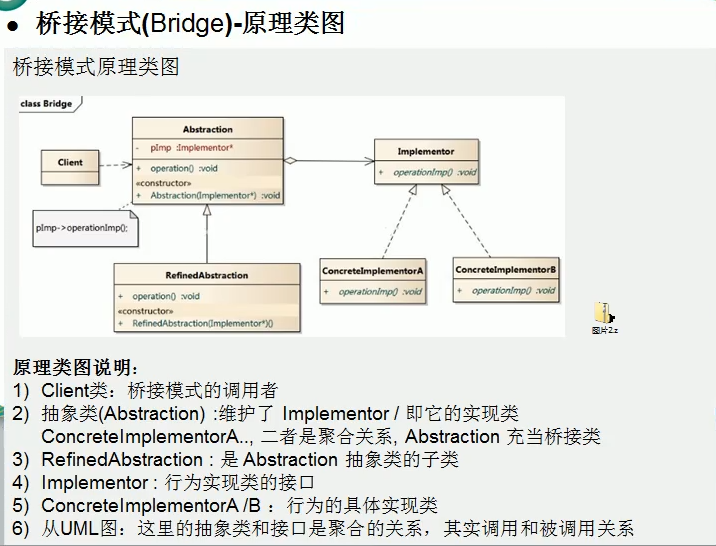 ● 桥接模式(Bridge)-原理类图
桥接模式原理类图
class Bridge
Abstraction
- pImp :Implementor*
+ operation() :void
«constructor»
+ Abstraction(Implementor*) :void
Client
Implementor
+ operationImp() :void
pImp->operationImp();
RefinedAbstraction
+ operation() :void
«constructor»
+ RefinedAbstraction(Implementor*)()
ConcreteImplementorA
+ operationImp() :void
ConcreteImplementorB
+ operationImp() :void
图片2.z
原理类图说明:
1) Client类：桥接模式的调用者
2) 抽象类(Abstraction) :维护了 Implementor / 即它的实现类
ConcreteImplementorA.., 二者是聚合关系, Abstraction 充当桥接类
3) RefinedAbstraction : 是 Abstraction 抽象类的子类
4) Implementor : 行为实现类的接口
5) ConcreteImplementorA /B ：行为的具体实现类
6) 从UML图：这里的抽象类和接口是聚合的关系，其实调用和被调用关系